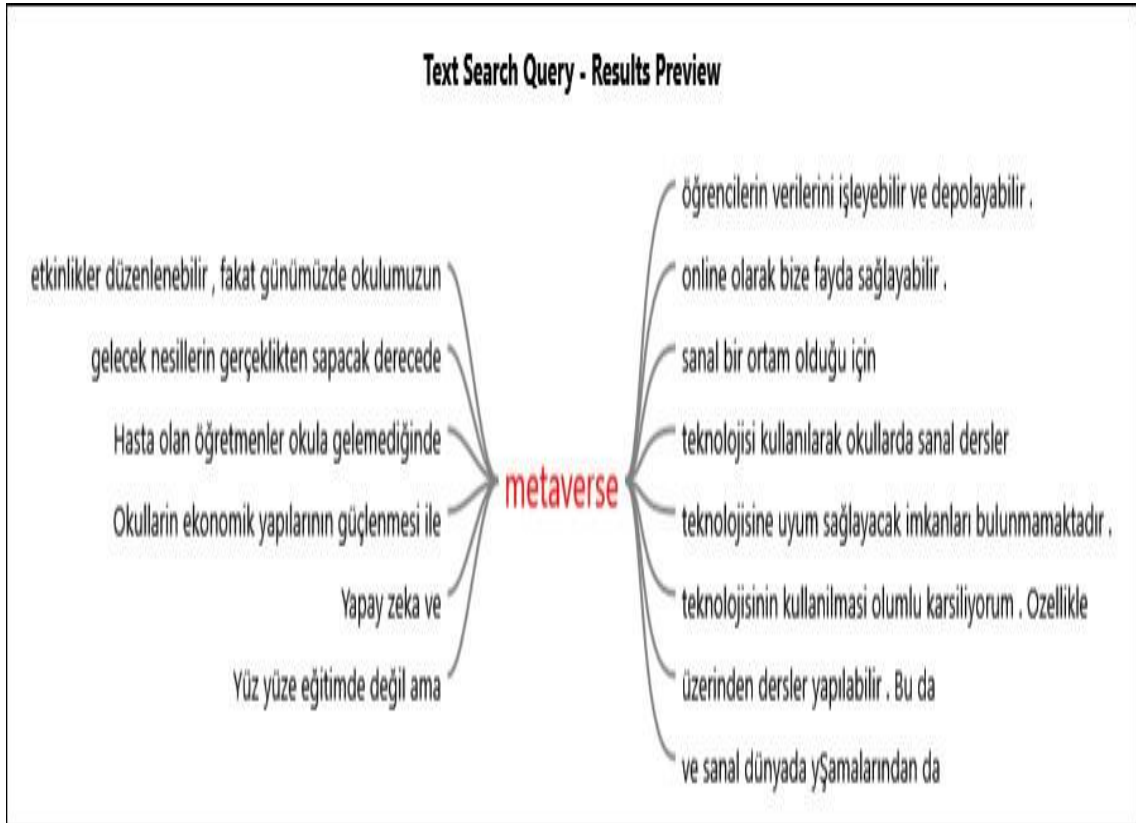 Text Search Query - Results Preview
etkinlikler düzenlenebilir , fakat günümüzde okulumuzun
gelecek nesillerin gerçeklikten sapacak derecede
Hasta olan öğretmenler okula gelemediğinde
Okullarin ekonomik yapılarının güçlenmesi ile
Yapay zeka ve
Yüz yüze eğitimde değil ama
metaverse
öğrencilerin verilerini işleyebilir ve depolayabilir .
online olarak bize fayda sağlayabilir .
sanal bir ortam olduğu için
teknolojisi kullanılarak okullarda sanal dersler
teknolojisine uyum sağlayacak imkanları bulunmamaktadır .
teknolojisinin kullanilmasi olumlu karsiliyorum . Ozellikle
üzerinden dersler yapılabilir . Bu da
ve sanal dünyada yŞamalarından da